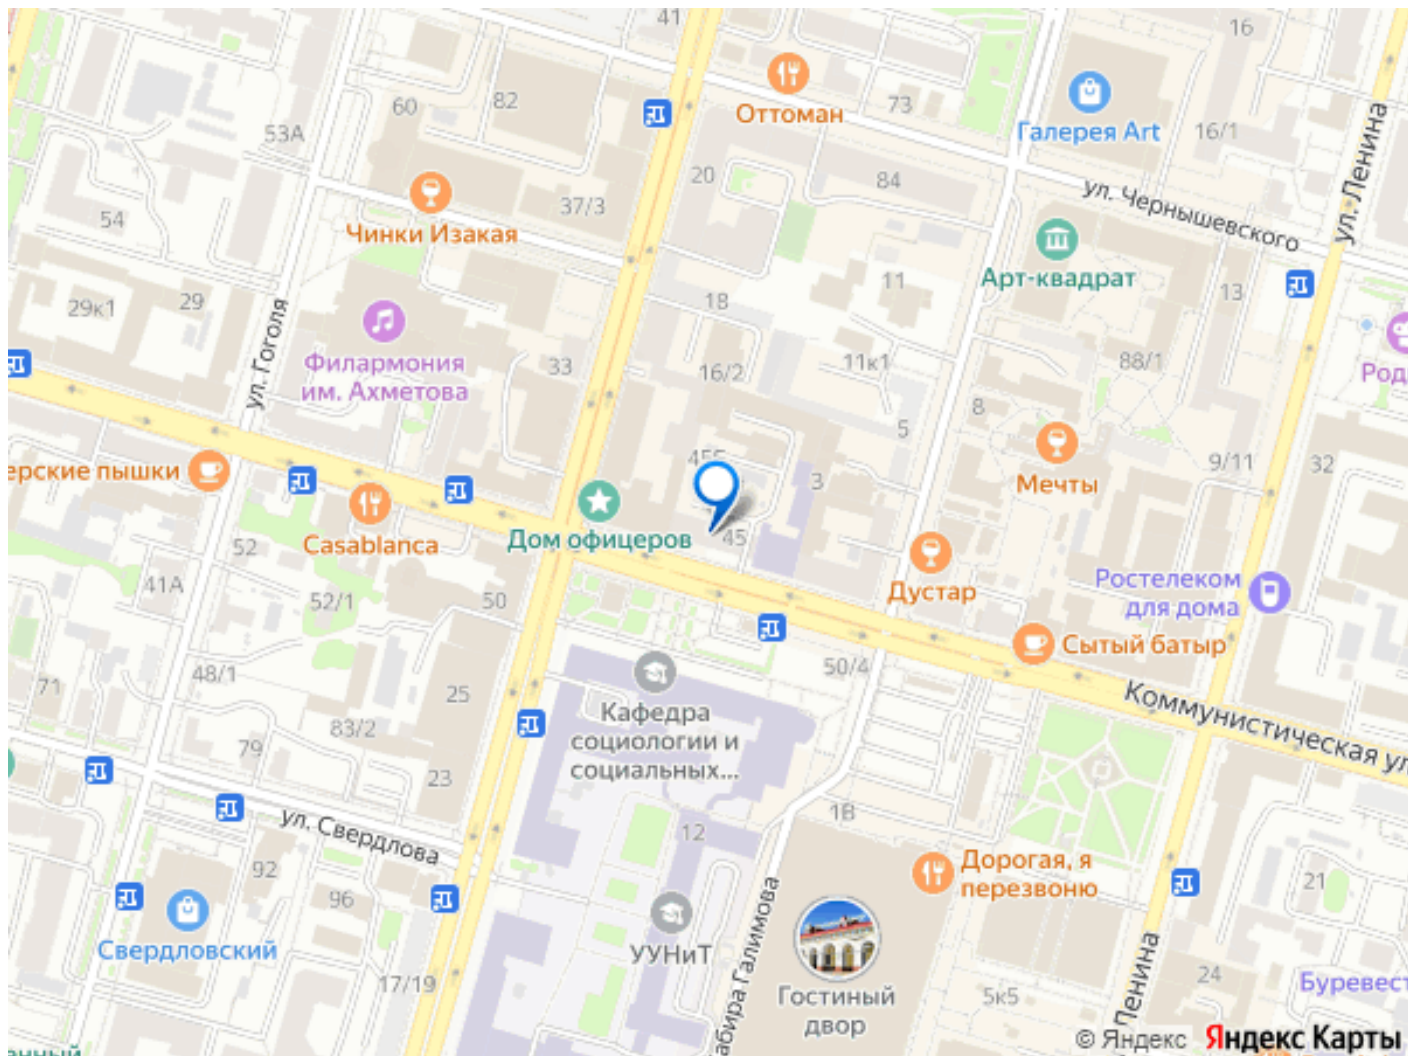 41
16
60
82
73
Оттоман
Галерея Art
16/1
ул. Ленина
53А
20
84
ул. Чернышевского
54
37/3
Чинки Изакая
Арт-квадрат
29к1
29
ул. Гоголя
18
11
13
Филармония
им. Ахметова
33
16/2
11к1
88/1
Род
8
5
45Б
3
9/11
32
Мечты
ерские пышки
Casablanca
Дом офицеров
45
Дустар
Ростелеком
для дома
52
41А
52/1
50
50/4
Сытый батыр
48/1
71
25
83/2
79
23
Кафедра
социологии и
социальных...
Коммунистическая ул
ул. Свердлова
12
1В
92
96
Дорогая, я
перезвоню
21
Свердловский
УУНиТ
абира Галимова
Гостиный
двор
17/19
5к5
Ленина
24
Буревест
© Яндекс Яндекс Карты